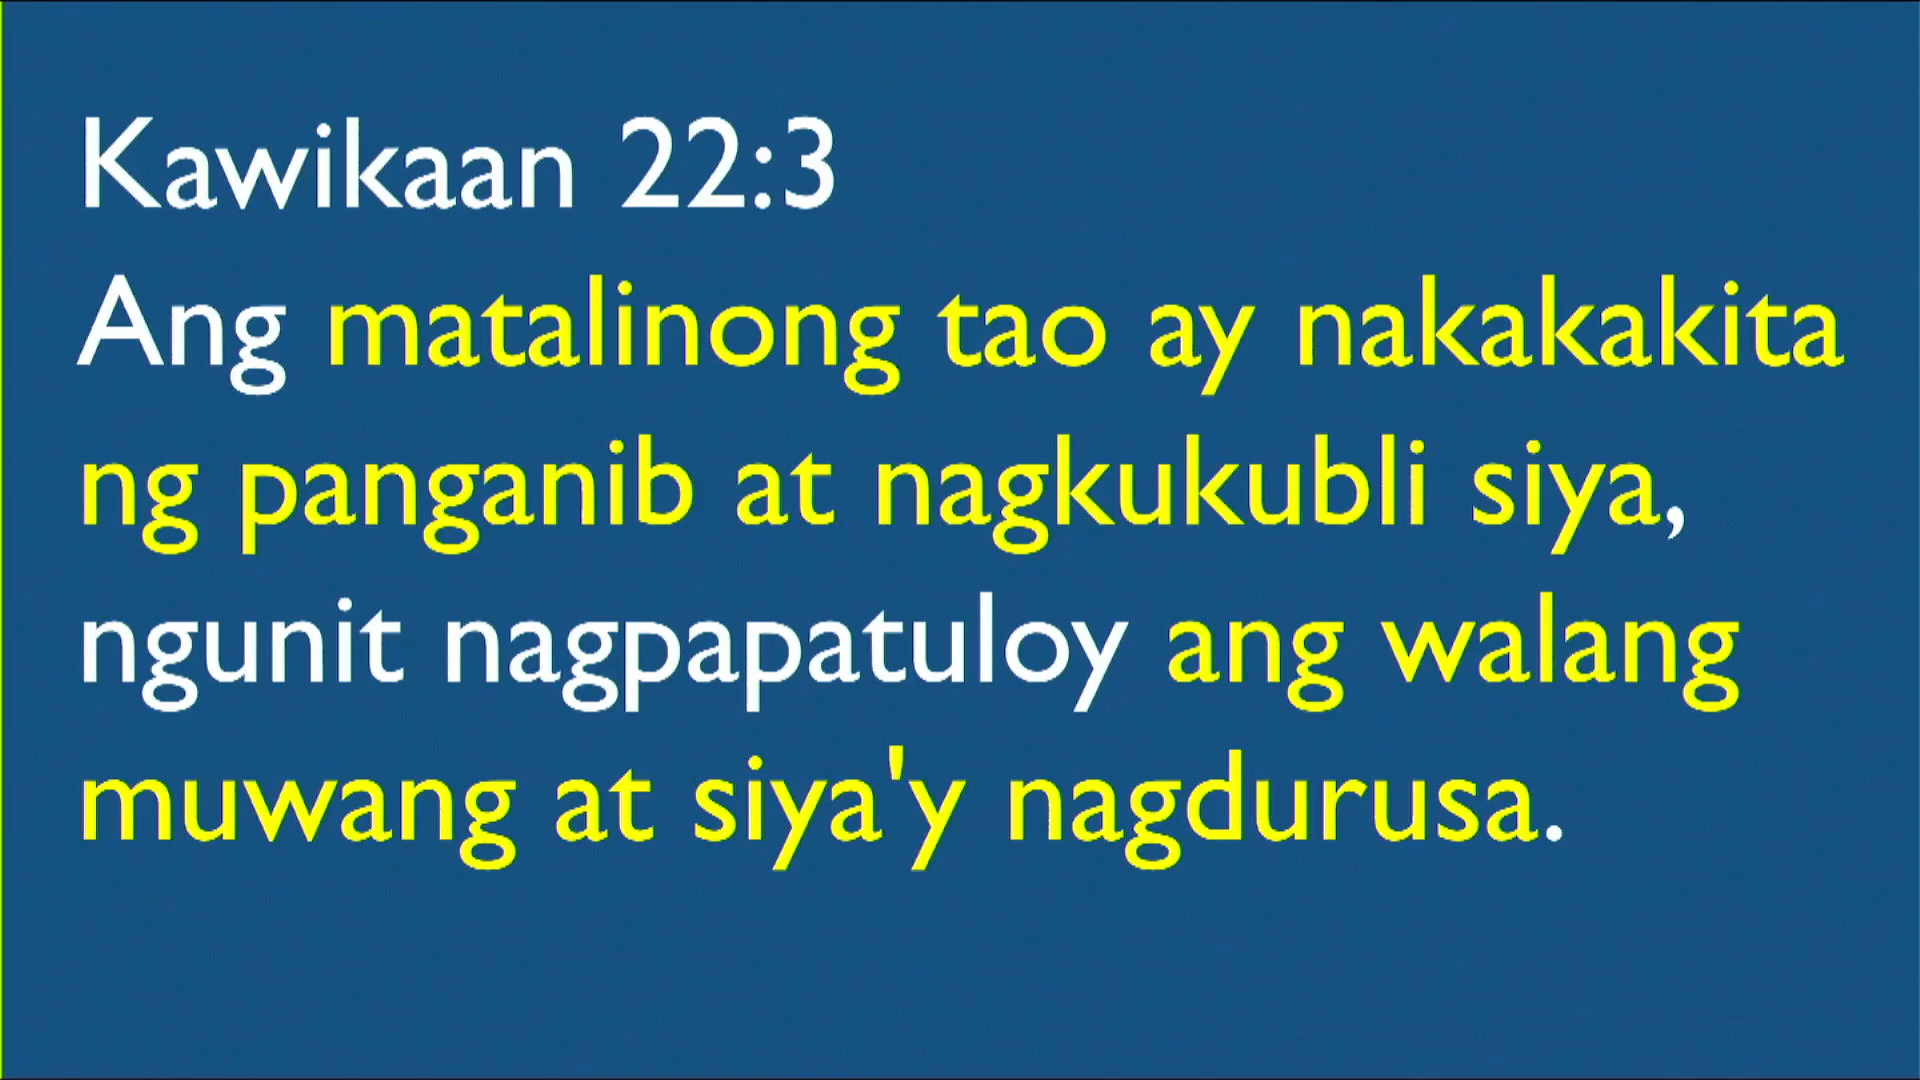 Kawikaan 22:3
Ang matalinong tao ay nakakakita
ng panganib at nagkukubli siya,
ngunit nagpapatuloy ang walang
muwang at siya'y nagdurusa.